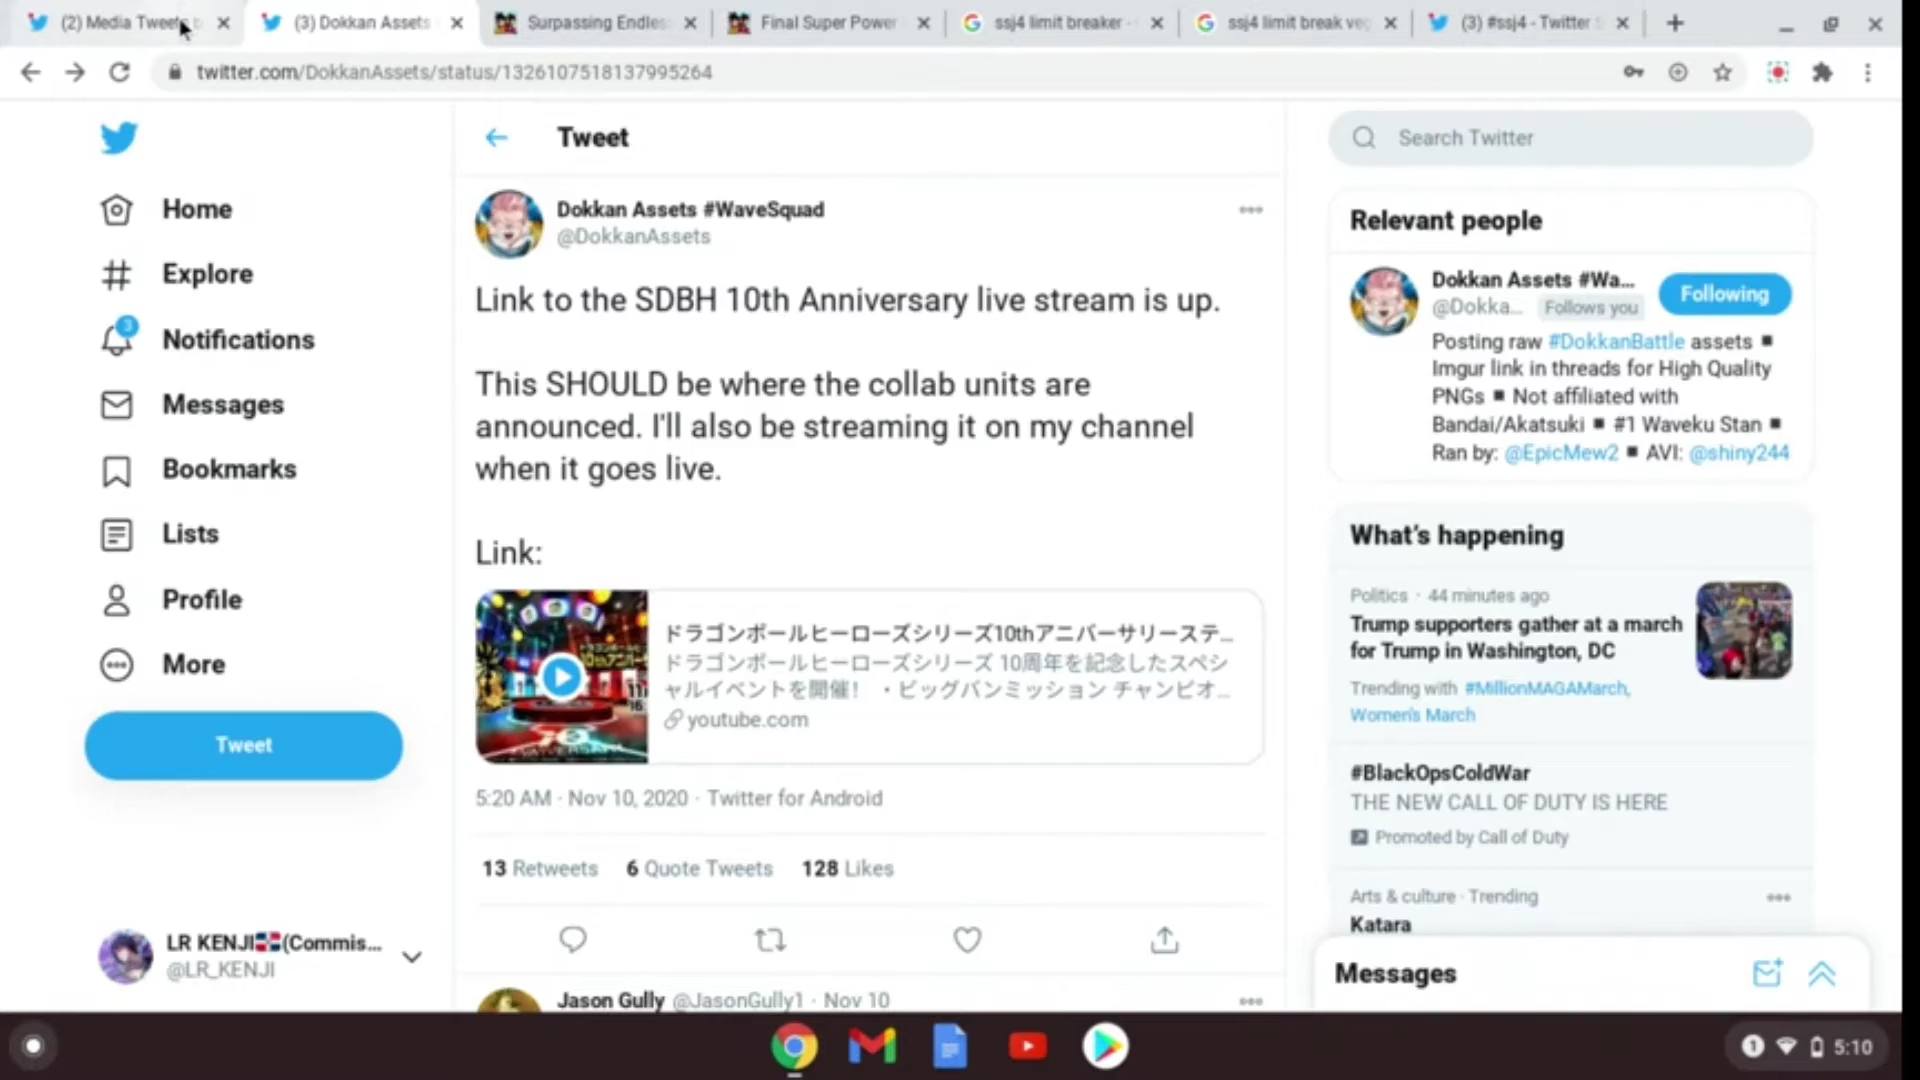 (2) Media Tweets b
(3) Dokkan Assets
Surpassing Endles
Final Super Power
ssj4 limit breaker -
ssj4 limit break veg
(3) #ssj4 - Twitter S
twitter.com/DokkanAssets/status/1326107518137995264
Home
Explore
3
Notifications
Messages
Bookmarks
Lists
Profile
More
Tweet
LR KENJI🇩🇴(Commis...
@LR_KENJI
Tweet
Dokkan Assets #WaveSquad
@DokkanAssets
Link to the SDBH 10th Anniversary live stream is up.
This SHOULD be where the collab units are
announced. I'll also be streaming it on my channel
when it goes live.
Link:
ドラゴンボールヒーローズシリーズ10thアニバーサリーステ...
ドラゴンボールヒーローズシリーズ 10周年を記念したスペシ
ャルイベントを開催！ ・ビッグバンミッション チャンピオ...
youtube.com
5:20 AM · Nov 10, 2020 · Twitter for Android
13 Retweets 6 Quote Tweets 128 Likes
Jason Gully @JasonGully1 · Nov 10
Search Twitter
Relevant people
Dokkan Assets #Wa...
@Dokka... Follows you
Following
Posting raw #DokkanBattle assets ◾
Imgur link in threads for High Quality
PNGs ◾ Not affiliated with
Bandai/Akatsuki ◾ #1 Waveku Stan ◾
Ran by: @EpicMew2 ◾ AVI: @shiny244
What's happening
Politics · 44 minutes ago
Trump supporters gather at a march
for Trump in Washington, DC
Trending with #MillionMAGAMarch,
Women's March
#BlackOpsColdWar
THE NEW CALL OF DUTY IS HERE
Promoted by Call of Duty
Arts & culture · Trending
Katara
Messages
1 5:10